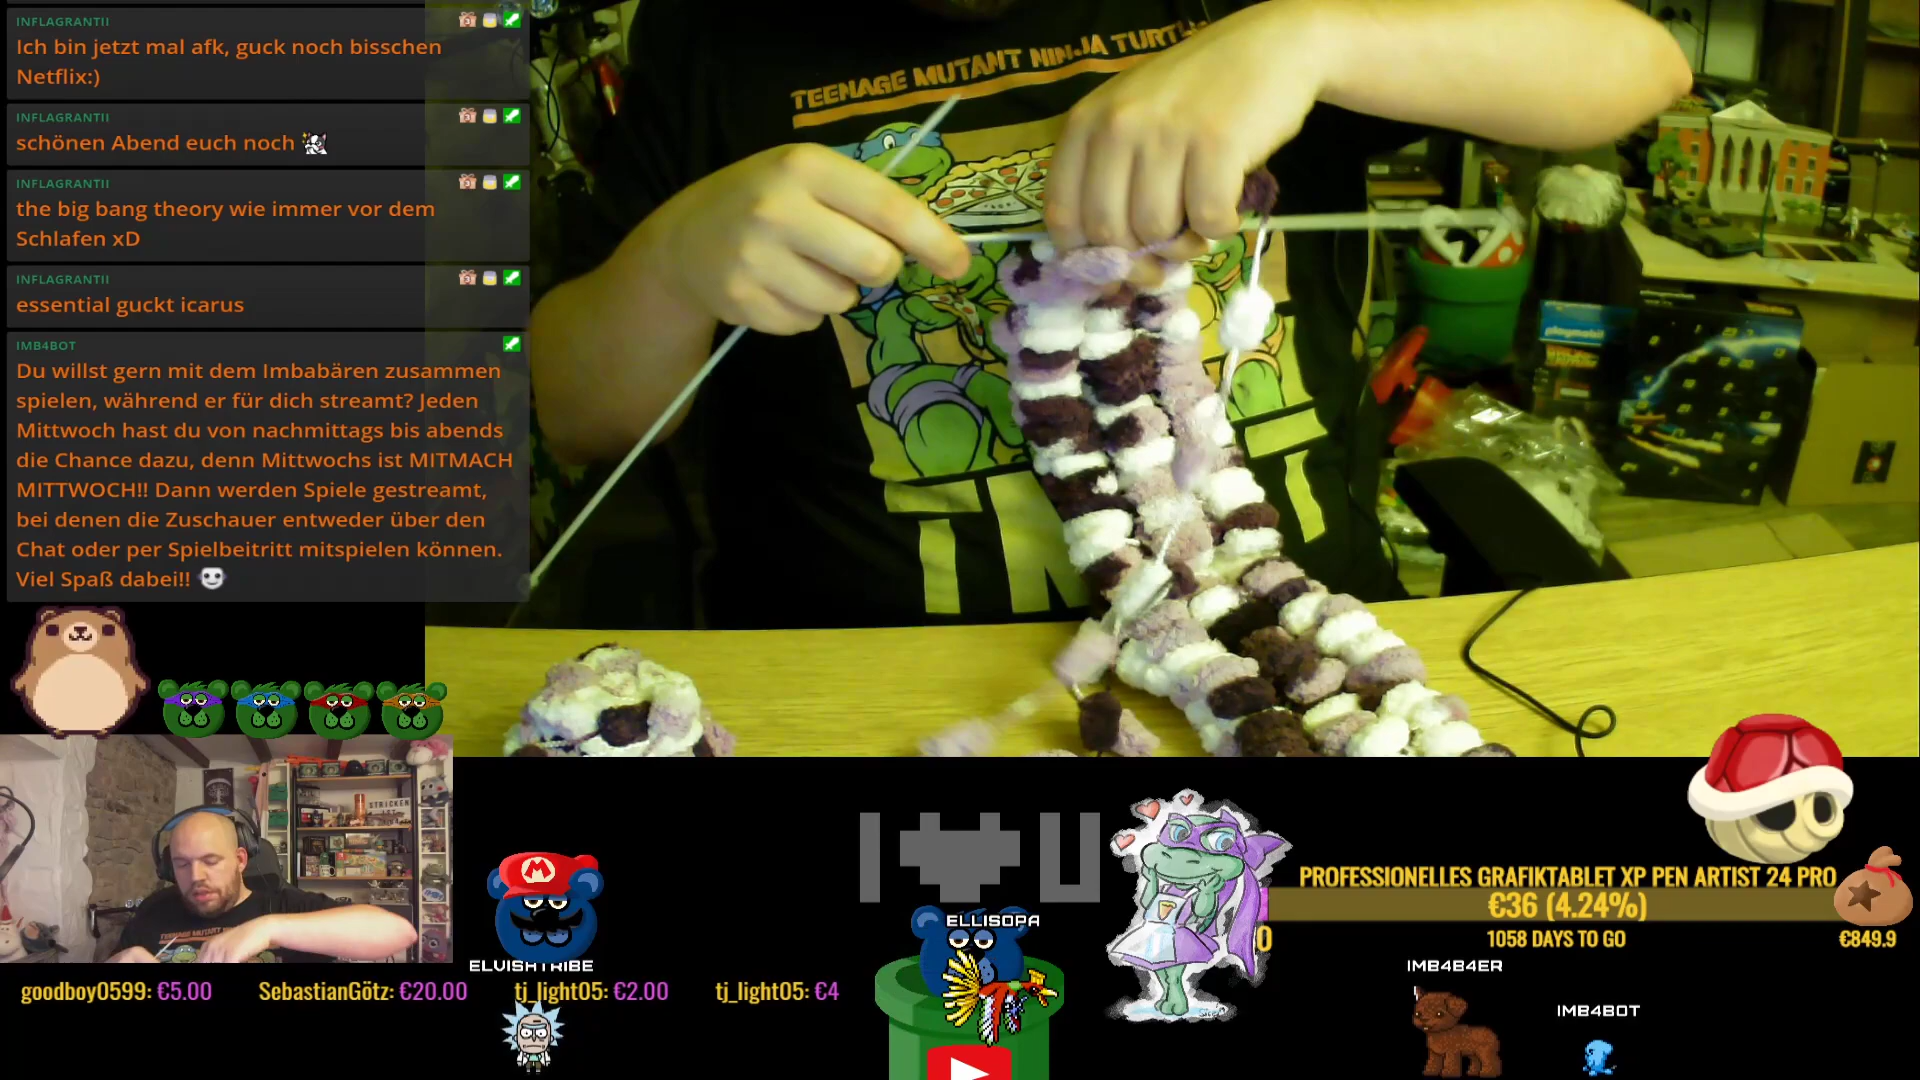 INFLAGRANTII
Ich bin jetzt mal afk, guck noch bisschen
Netflix:)
INFLAGRANTII
schönen Abend euch noch
INFLAGRANTII
the big bang theory wie immer vor dem
Schlafen xD
INFLAGRANTII
essential guckt icarus
IMB4BOT
Du willst gern mit dem Imbabären zusammen
spielen, während er für dich streamt? Jeden
Mittwoch hast du von nachmittags bis abends
die Chance dazu, denn Mittwochs ist MITMACH
MITTWOCH!! Dann werden Spiele gestreamt,
bei denen die Zuschauer entweder über den
Chat oder per Spielbeitritt mitspielen können.
Viel Spaß dabei!!
TEENAGE MUTANT NINJA TURTL
playmobil
STRICKEN
M
I U
ELLISOPA
ELVISHTRIBE
PROFESSIONELLES GRAFIKTABLET XP PEN ARTIST 24 PRO
€36 (4.24%)
0
1058 DAYS TO GO
€849.9
IMB4B4ER
IMB4BOT
goodboy0599: €5.00
SebastianGötz: €20.00
tj_light05: €2.00
tj_light05: €4